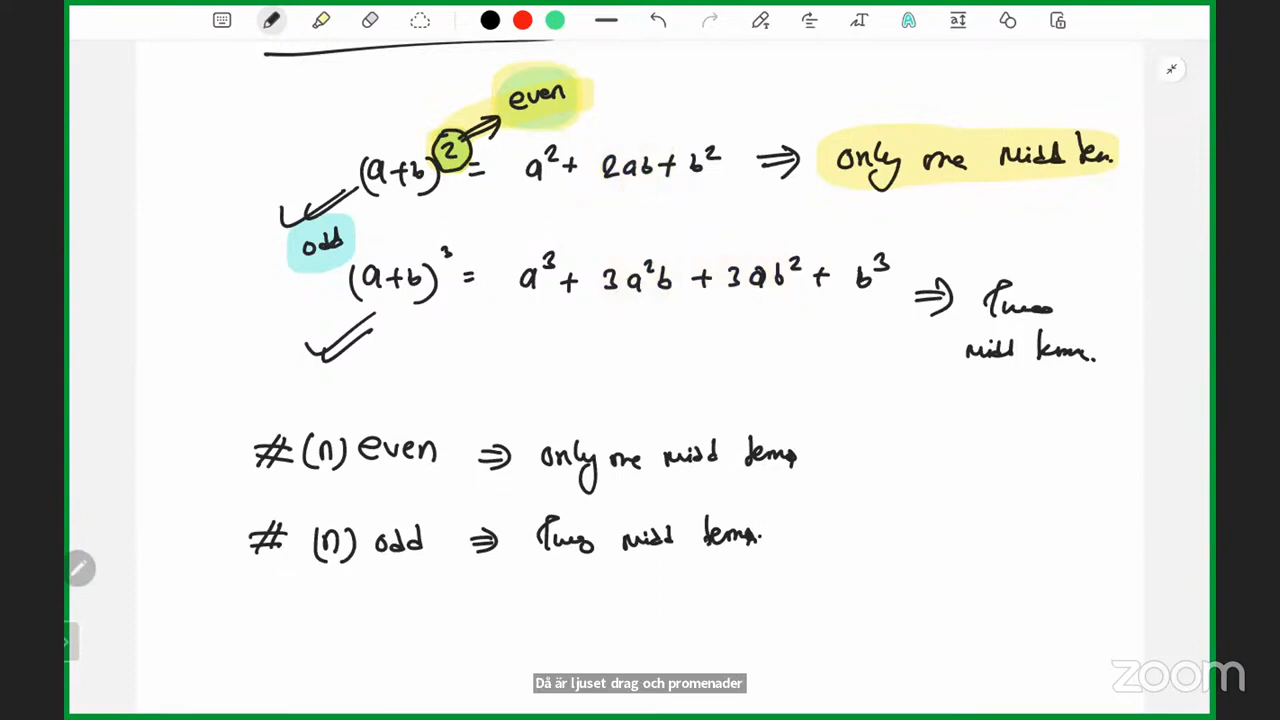 even
(a+b)² = a² + 2ab + b² ⇒ only one midd ten.
odd
(a+b)³ = a³ + 3a²b + 3ab² + b³ ⇒ Two
midd term.
# (n) even ⇒ only one midd term
# (n) odd ⇒ Two midd term.
Då är ljuset drag och promenader
zoom